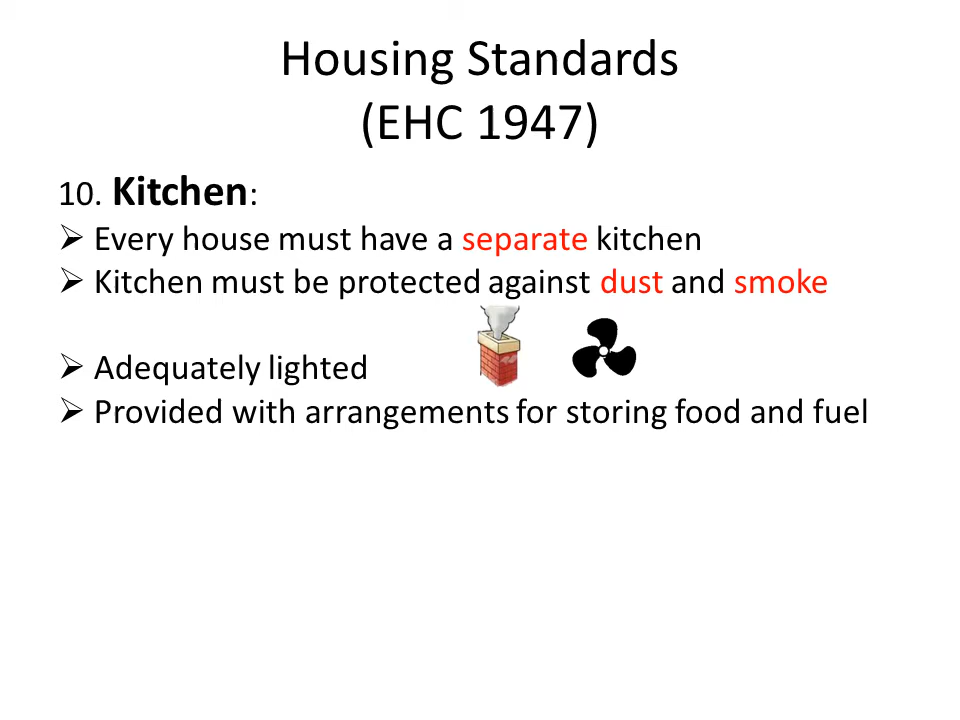 Housing Standards
(EHC 1947)
10. Kitchen:
➢ Every house must have a separate kitchen
➢ Kitchen must be protected against dust and smoke
➢ Adequately lighted
➢ Provided with arrangements for storing food and fuel